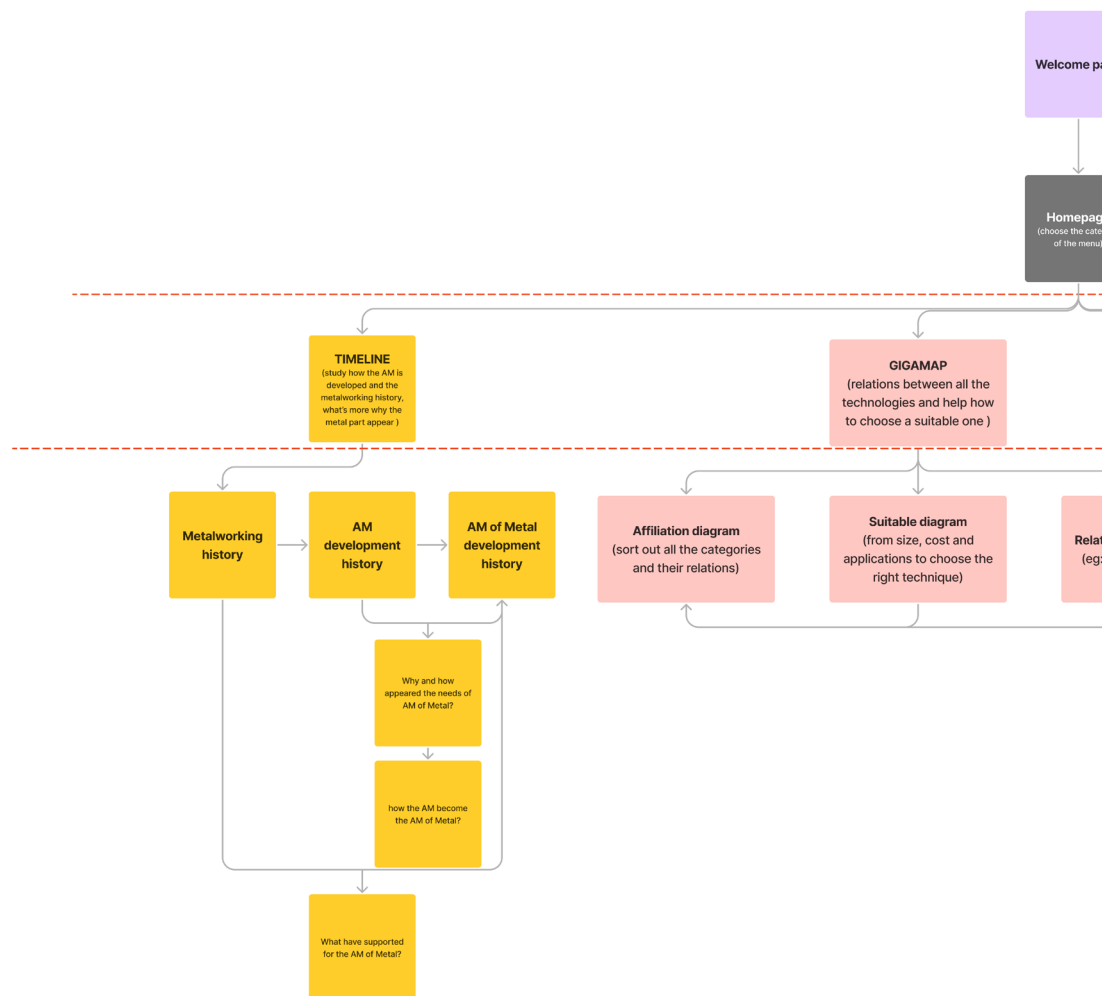 Welcome
Homepag
(choose the cate
of the menu)
TIMELINE
(study how the AM is
developed and the
metalworking history,
what's more why the
metal part appear )
GIGAMAP
(relations between all the
technologies and help how
to choose a suitable one )
Metalworking
history
AM
development
history
AM of Metal
development
history
Affiliation diagram
(sort out all the categories
and their relations)
Suitable diagram
(from size, cost and
applications to choose the
right technique)
Relat
(eg:
Why and how
appeared the needs of
AM of Metal?
how the AM become
the AM of Metal?
What have supported
for the AM of Metal?